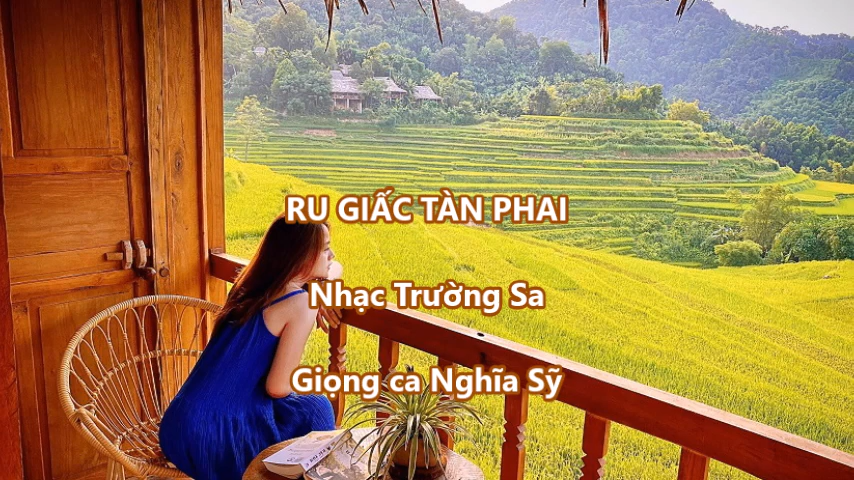 RU GIẤC TÀN PHAI
Nhạc Trường Sa
Giọng ca Nghĩa Sỹ